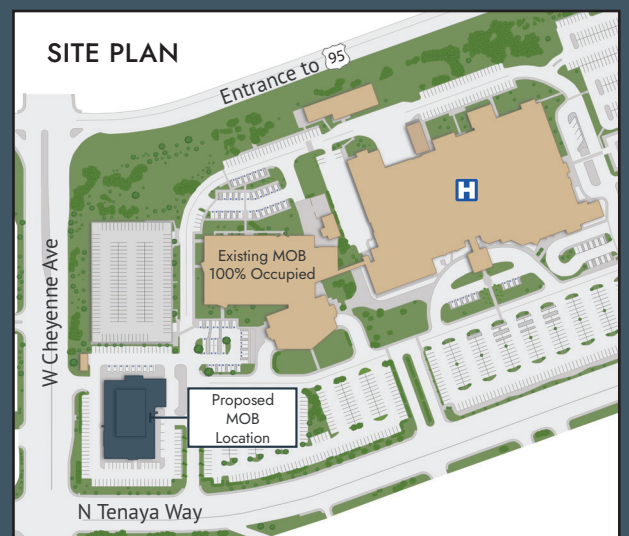 SITE PLAN
Entrance to 95
H
W Cheyenne Ave
Existing MOB
100% Occupied
Proposed
MOB
Location
N Tenaya Way